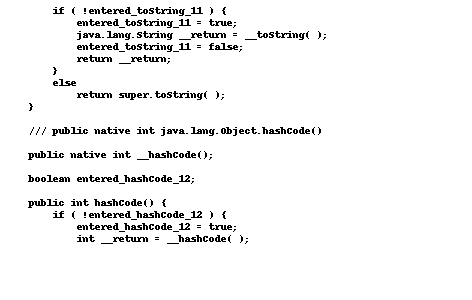 if ( !entered_toString_11 ) {
entered_toString_11 = true;
java.lang.String __return = __toString( );
entered_toString_11 = false;
return __return;
}
else
return super.toString( );
}
/// public native int java.lang.Object.hashCode()
public native int __hashCode();
boolean entered_hashCode_12;
public int hashCode() {
if ( !entered_hashCode_12 ) {
entered_hashCode_12 = true;
int __return = __hashCode( );